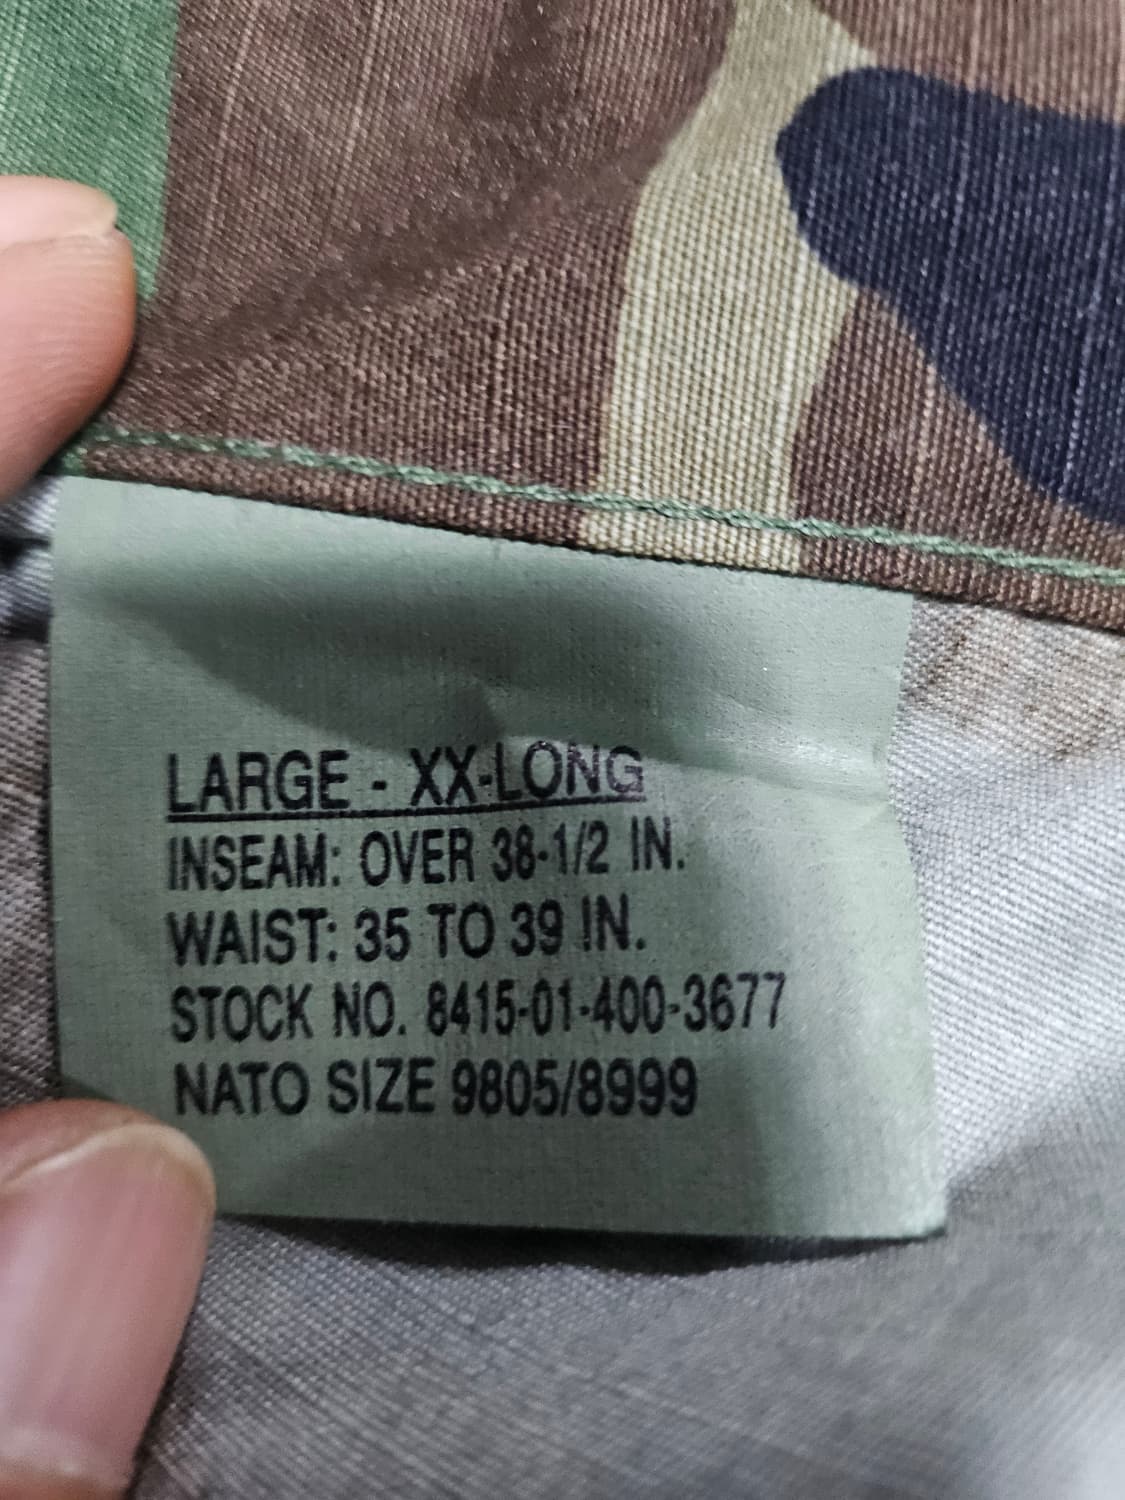 LARGE - XX-LONG
INSEAM: OVER 38-1/2 IN.
WAIST: 35 TO 39 IN.
STOCK NO. 8415-01-400-3677
NATO SIZE 9805/8999